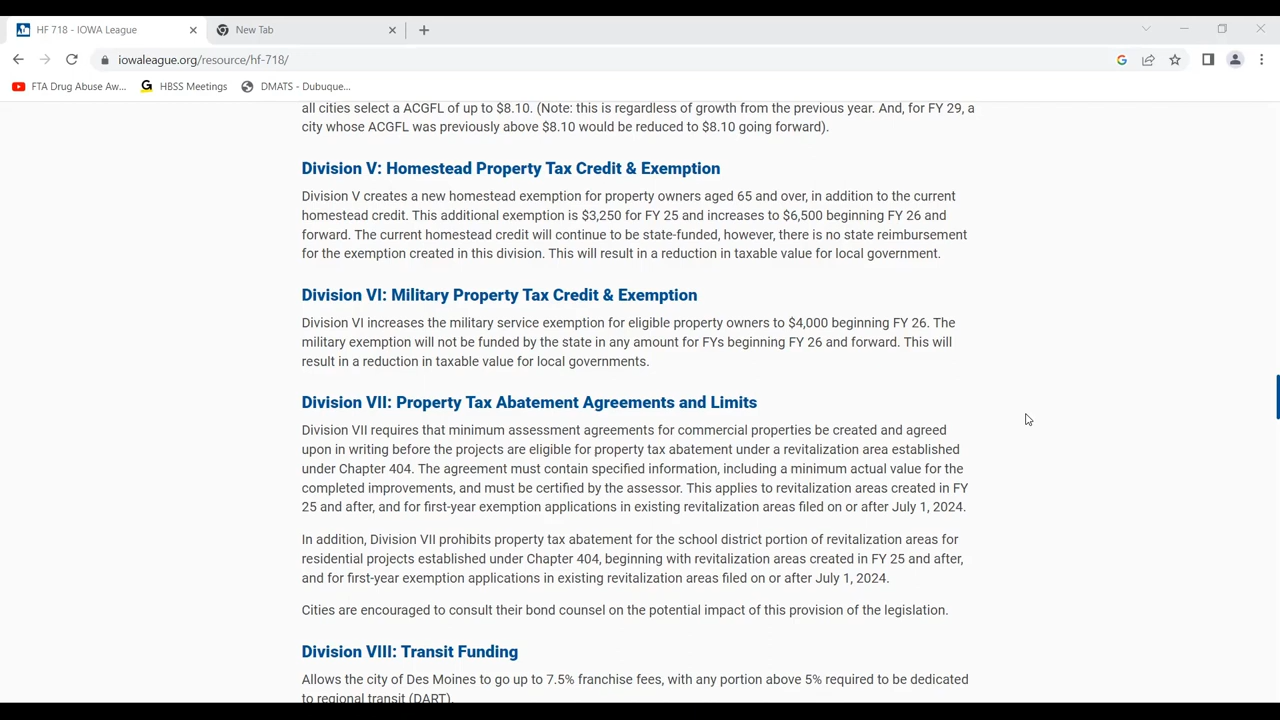 HF 718 - IOWA League
New Tab
iowaleague.org/resource/hf-718/
FTA Drug Abuse Aw...
HBSS Meetings
DMATS - Dubuque...
all cities select a ACGFL of up to $8.10. (Note: this is regardless of growth from the previous year. And, for FY 29, a
city whose ACGFL was previously above $8.10 would be reduced to $8.10 going forward).
Division V: Homestead Property Tax Credit & Exemption
Division V creates a new homestead exemption for property owners aged 65 and over, in addition to the current
homestead credit. This additional exemption is $3,250 for FY 25 and increases to $6,500 beginning FY 26 and
forward. The current homestead credit will continue to be state-funded, however, there is no state reimbursement
for the exemption created in this division. This will result in a reduction in taxable value for local government.
Division VI: Military Property Tax Credit & Exemption
Division VI increases the military service exemption for eligible property owners to $4,000 beginning FY 26. The
military exemption will not be funded by the state in any amount for FYs beginning FY 26 and forward. This will
result in a reduction in taxable value for local governments.
Division VII: Property Tax Abatement Agreements and Limits
Division VII requires that minimum assessment agreements for commercial properties be created and agreed
upon in writing before the projects are eligible for property tax abatement under a revitalization area established
under Chapter 404. The agreement must contain specified information, including a minimum actual value for the
completed improvements, and must be certified by the assessor. This applies to revitalization areas created in FY
25 and after, and for first-year exemption applications in existing revitalization areas filed on or after July 1, 2024.
In addition, Division VII prohibits property tax abatement for the school district portion of revitalization areas for
residential projects established under Chapter 404, beginning with revitalization areas created in FY 25 and after,
and for first-year exemption applications in existing revitalization areas filed on or after July 1, 2024.
Cities are encouraged to consult their bond counsel on the potential impact of this provision of the legislation.
Division VIII: Transit Funding
Allows the city of Des Moines to go up to 7.5% franchise fees, with any portion above 5% required to be dedicated
to regional transit (DART).